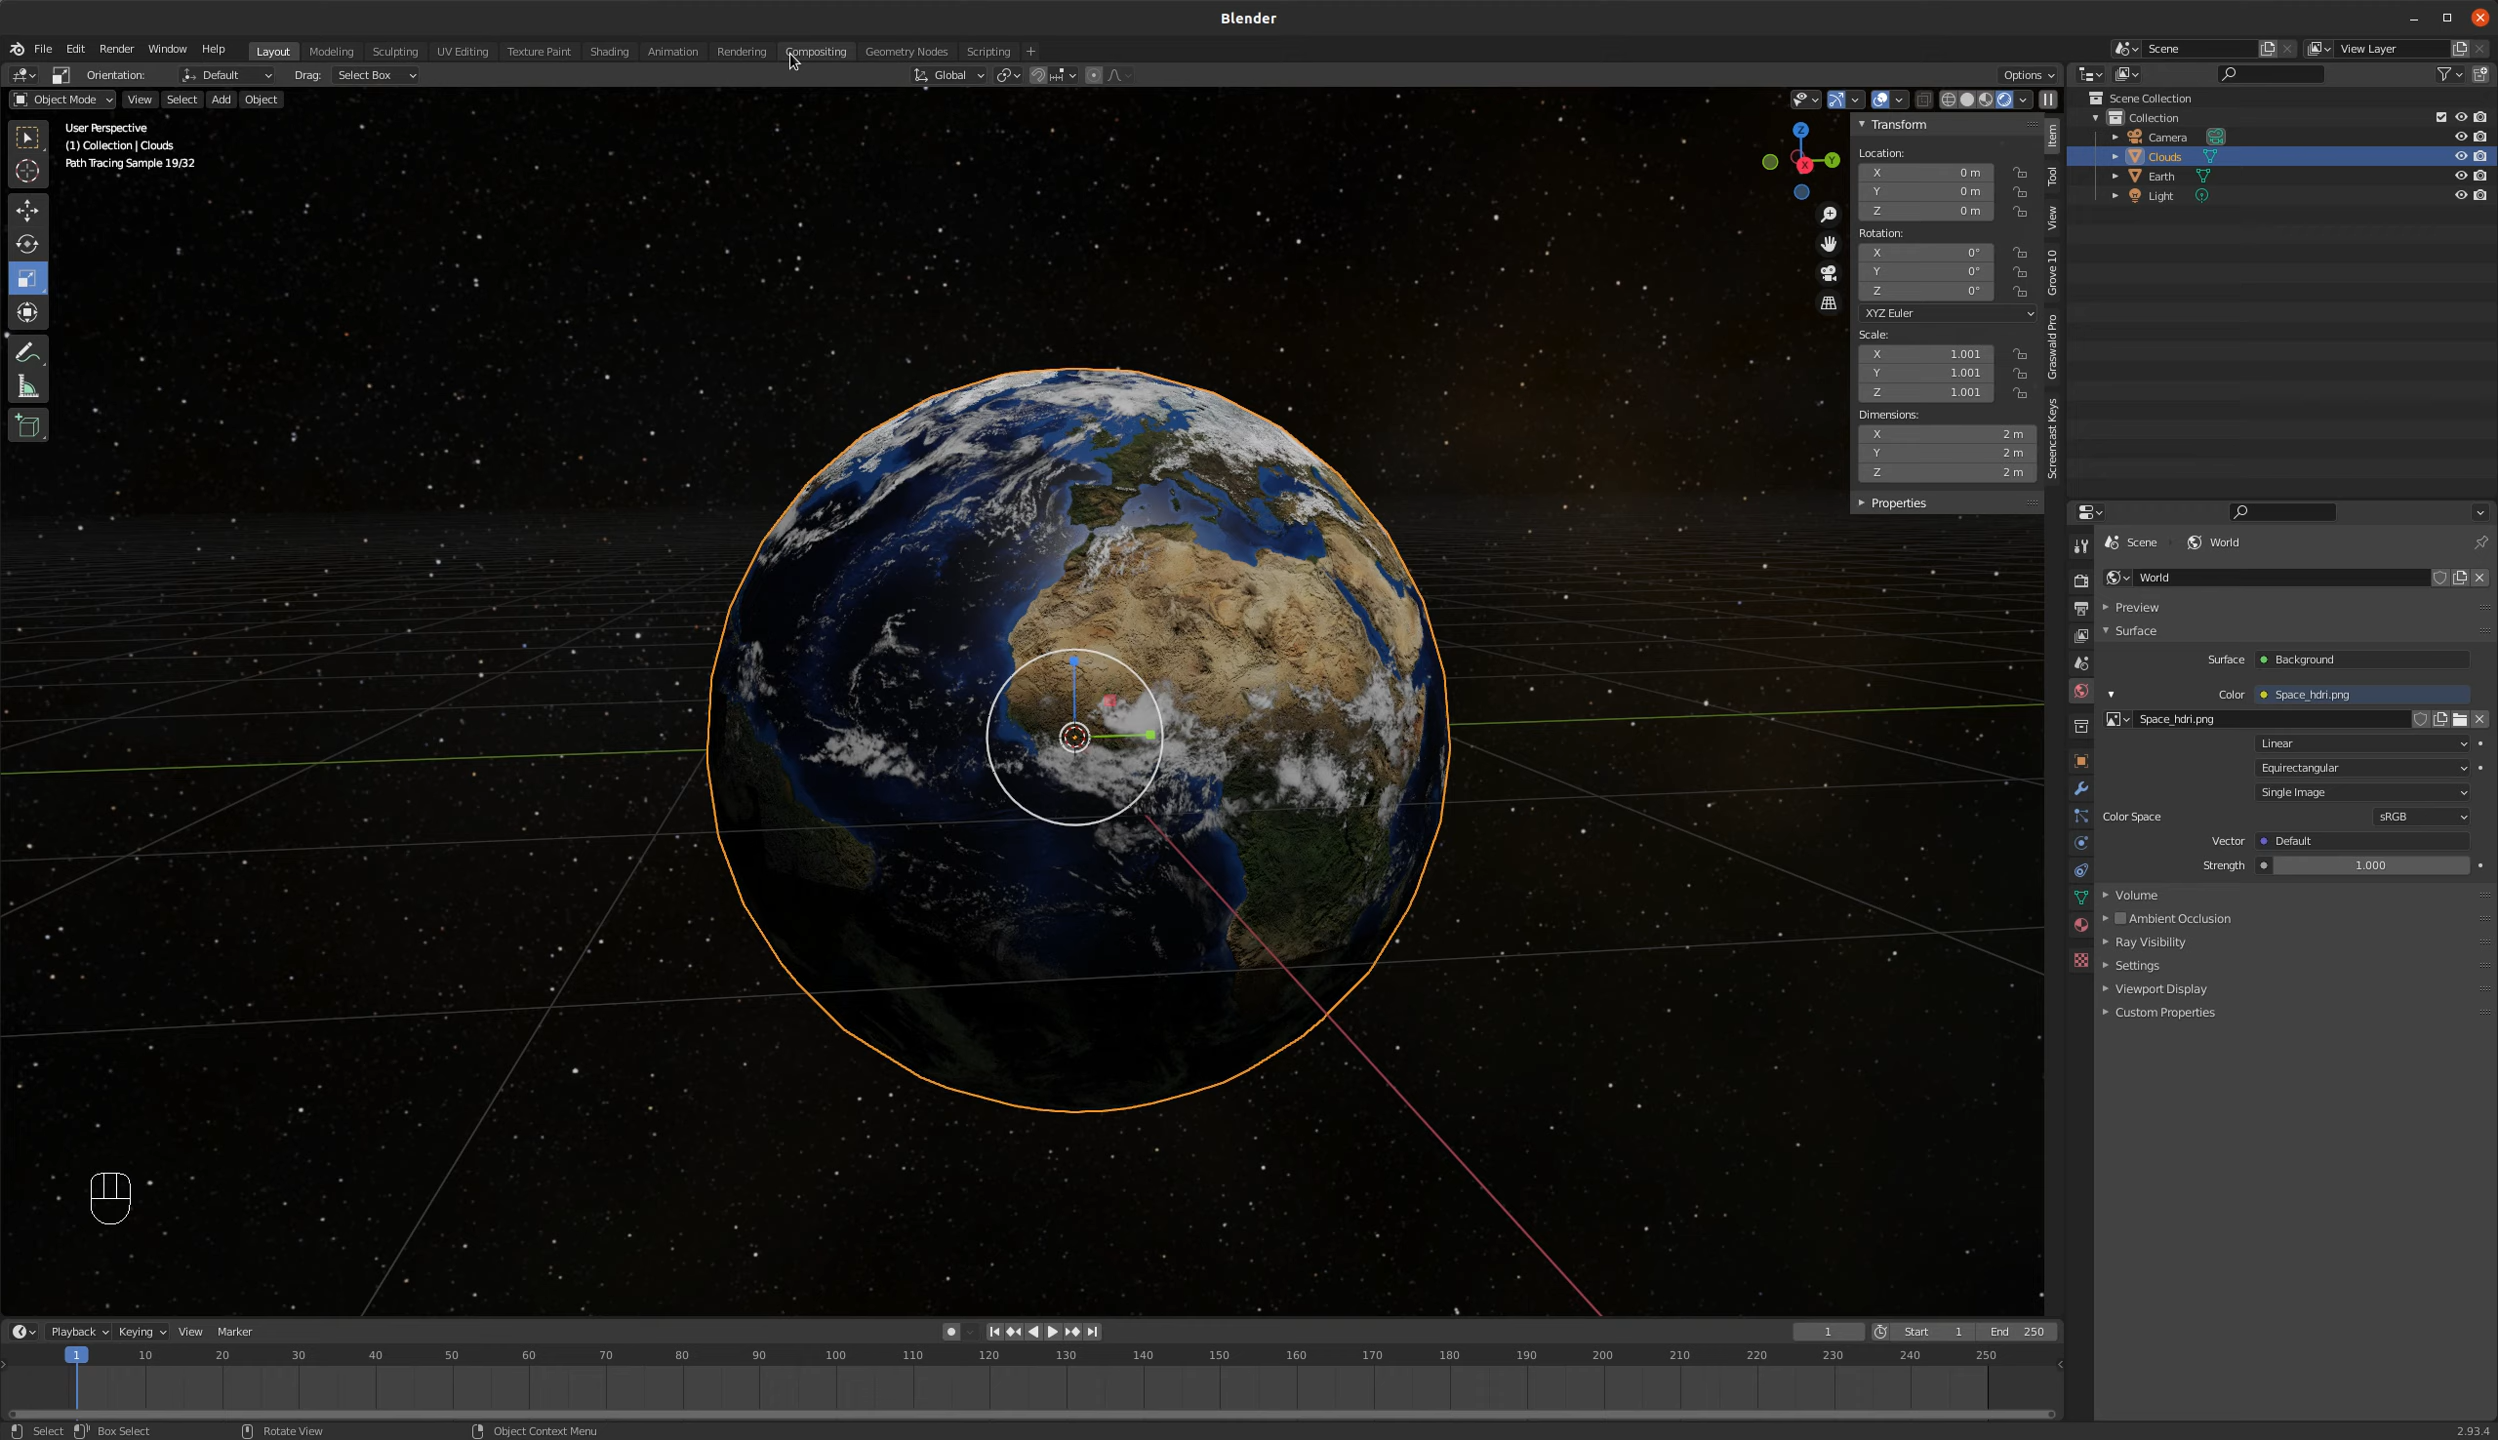 Blender
File Edit Render Window Help Layout Modeling Sculpting UV Editing Texture Paint Shading Animation Rendering Compositing Geometry Nodes Scripting + Scene View Layer
Orientation: Default Drag: Select Box Global Options
Object Mode View Select Add Object
User Perspective
(1) Collection | Clouds
Path Tracing Sample 19/32
Z
Y
X
Transform
Location:
X 0 m
Y 0 m
Z 0 m
Rotation:
X 0°
Y 0°
Z 0°
XYZ Euler
Scale:
X 1.001
Y 1.001
Z 1.001
Dimensions:
X 2 m
Y 2 m
Z 2 m
Properties
Item
Tool
View
Grove 10
Graswald Pro
Screencast Keys
Scene Collection
Collection
Camera
Clouds
Earth
Light
Scene World
World
Preview
Surface
Surface Background
Color Space_hdri.png
Space_hdri.png
Linear
Equirectangular
Single Image
Color Space sRGB
Vector Default
Strength 1.000
Volume
Ambient Occlusion
Ray Visibility
Settings
Viewport Display
Custom Properties
Playback Keying View Marker 1 Start 1 End 250
1 10 20 30 40 50 60 70 80 90 100 110 120 130 140 150 160 170 180 190 200 210 220 230 240 250
Select Box Select Rotate View Object Context Menu 2.93.4